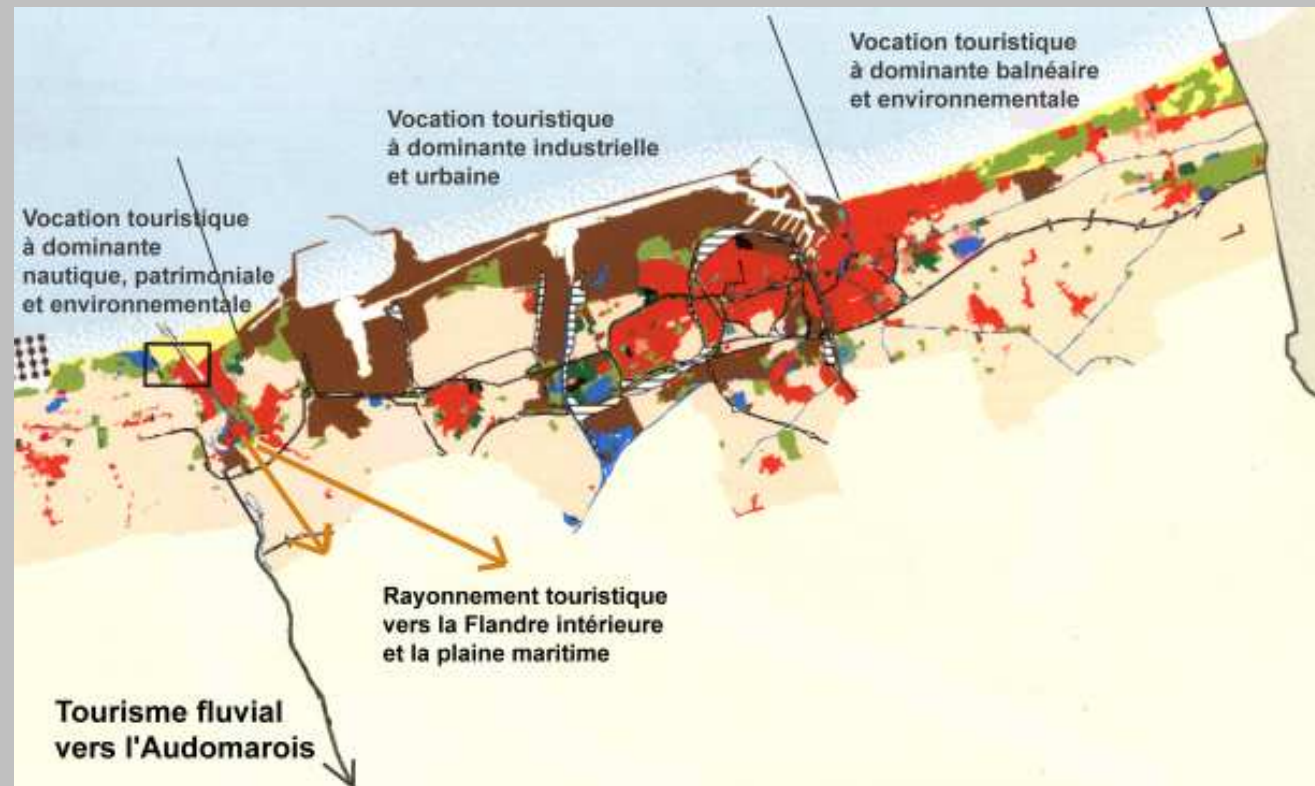 Vocation touristique
à dominante balnéaire
et environnementale
Vocation touristique
à dominante industrielle
et urbaine
Vocation touristique
à dominante
nautique, patrimoniale
et environnementale
Rayonnement touristique
vers la Flandre intérieure
et la plaine maritime
Tourisme fluvial
vers l'Audomarois